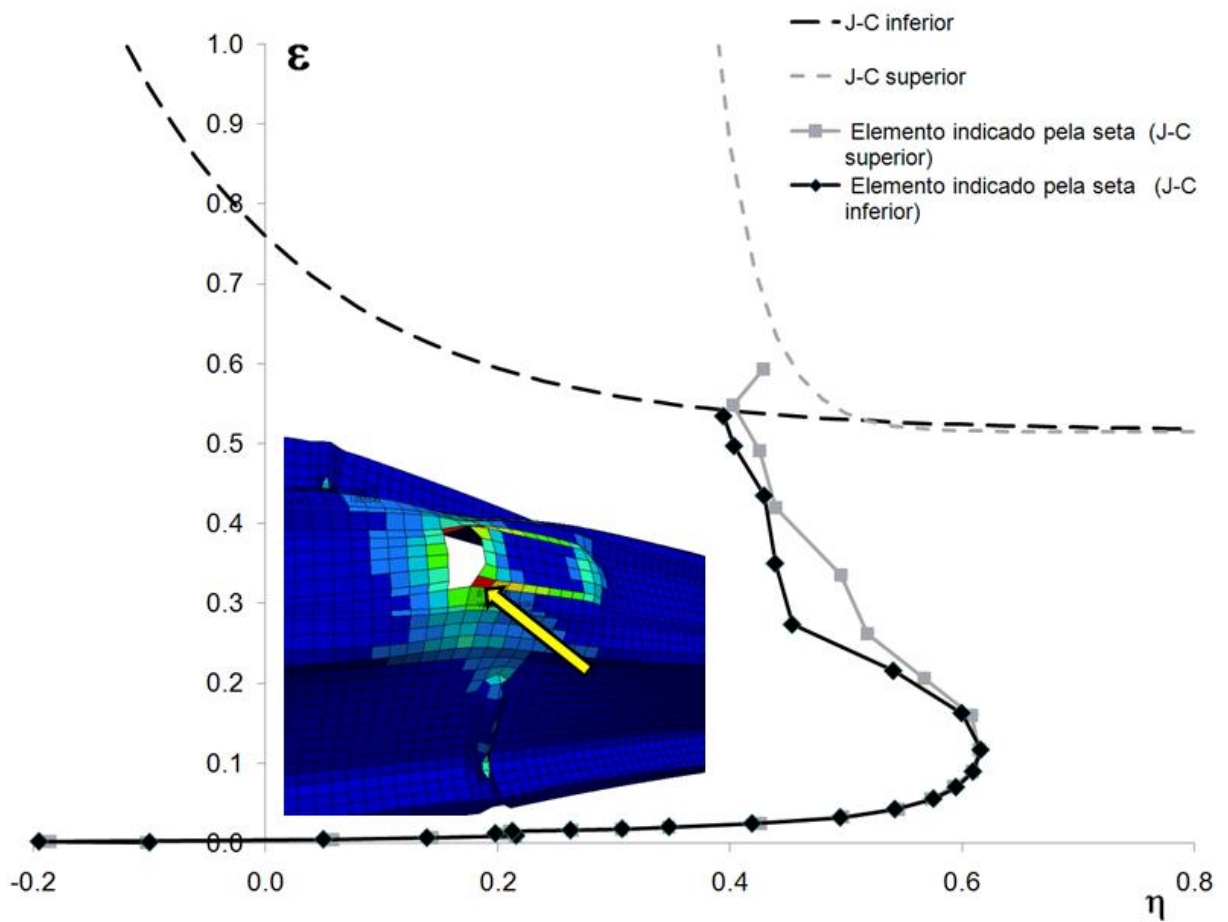 J-C inferior
J-C superior
Elemento indicado pela seta (J-C
superior)
Elemento indicado pela seta (J-C
inferior)
ε
1.0
0.9
0.8
0.7
0.6
0.5
0.4
0.3
0.2
0.1
0.0
-0.2 0.0 0.2 0.4 0.6 0.8
η